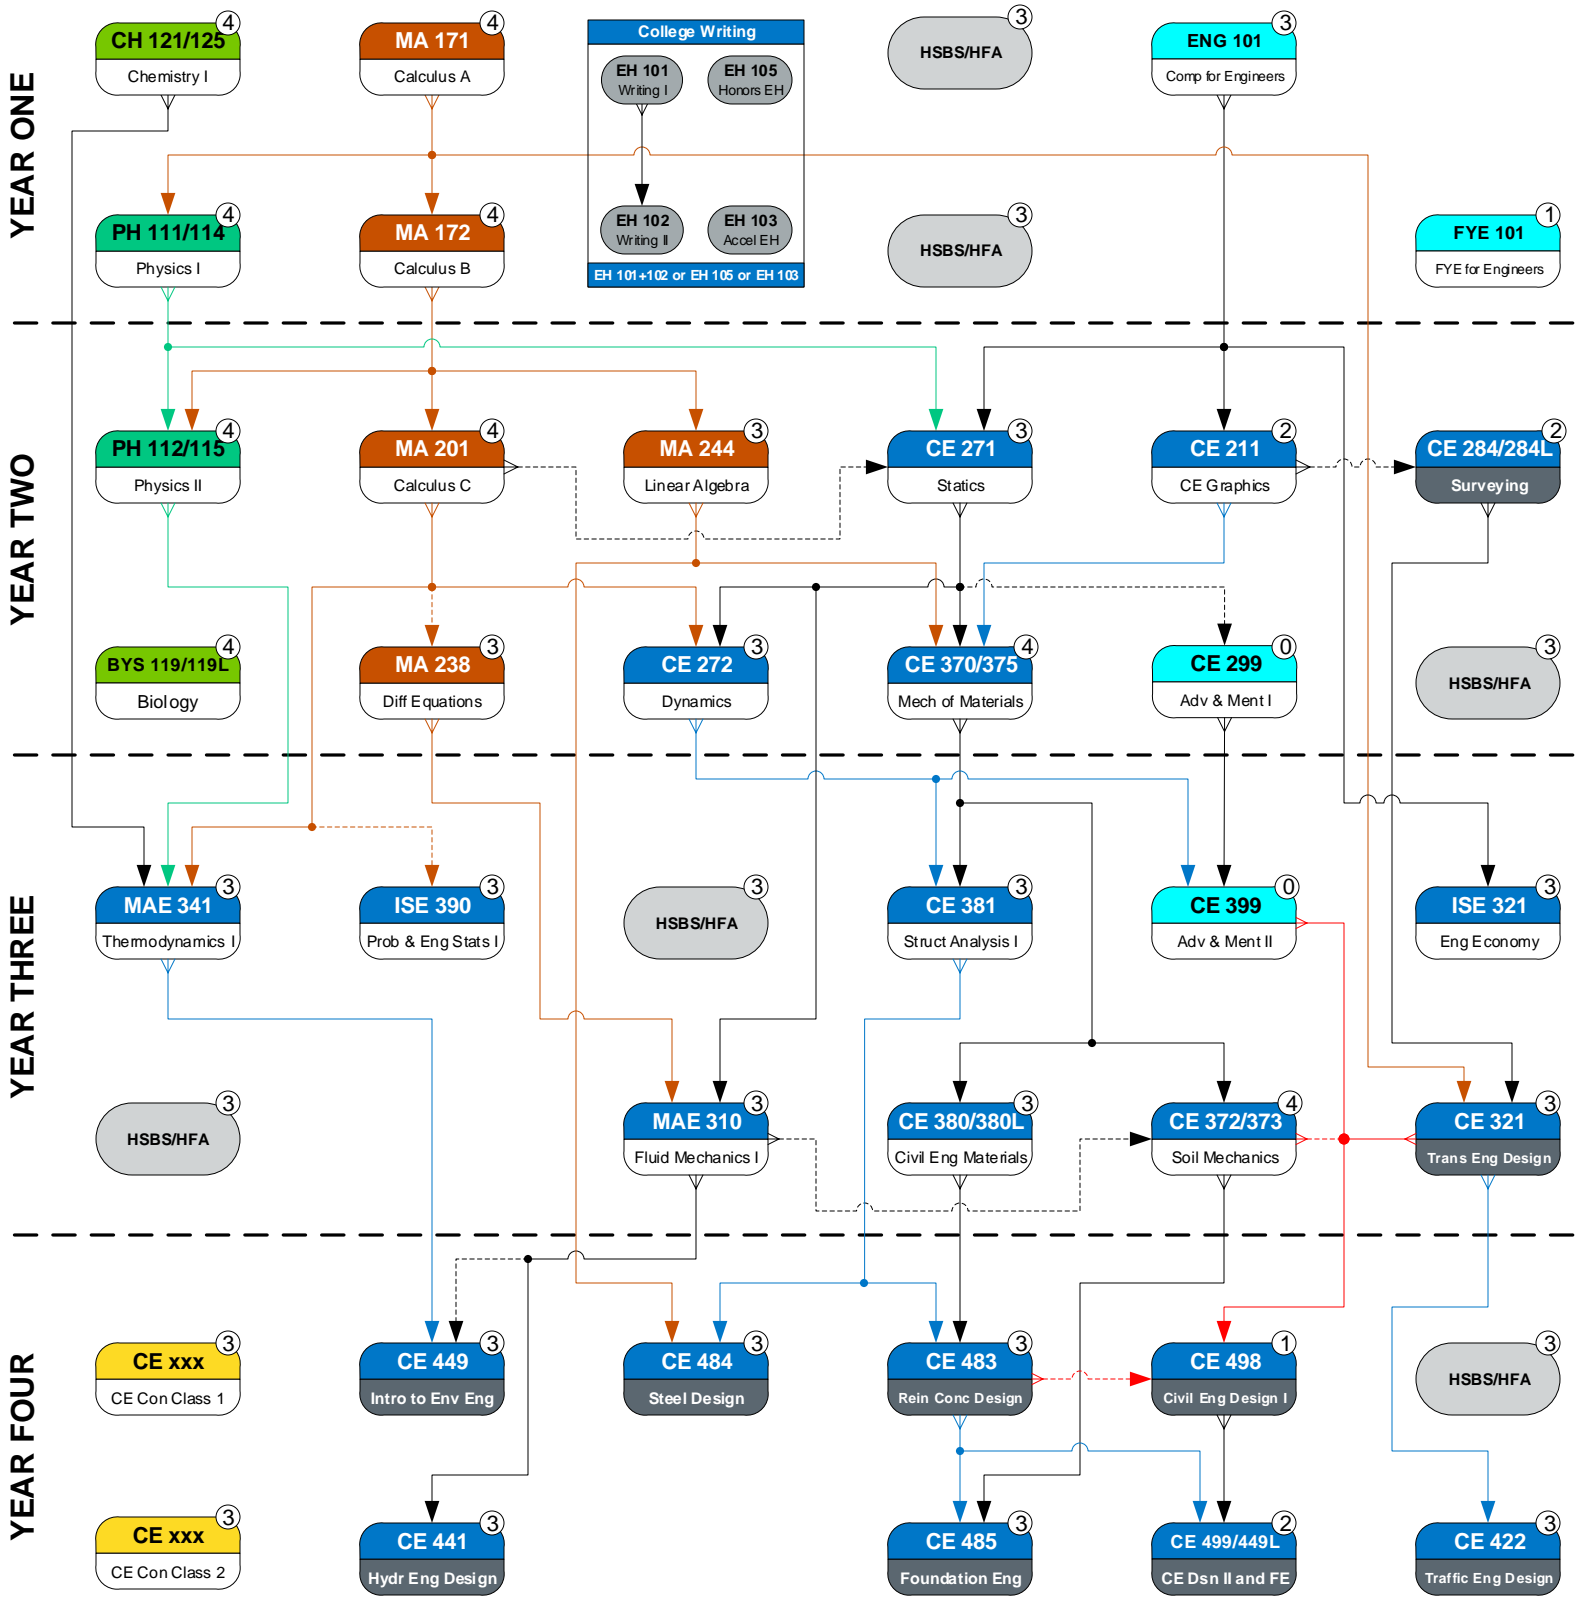 YEAR ONE
4
CH 121/125
Chemistry I
4
MA 171
Calculus A
College Writing
EH 101
Writing I
EH 105
Honors EH
EH 102
Writing II
EH 103
Accel EH
EH 101+102 or EH 105 or EH 103
3
HSBS/HFA
3
ENG 101
Comp for Engineers
4
PH 111/114
Physics I
4
MA 172
Calculus B
3
HSBS/HFA
1
FYE 101
FYE for Engineers
YEAR TWO
4
PH 112/115
Physics II
4
MA 201
Calculus C
3
MA 244
Linear Algebra
3
CE 271
Statics
2
CE 211
CE Graphics
2
CE 284/284L
Surveying
4
BYS 119/119L
Biology
3
MA 238
Diff Equations
3
CE 272
Dynamics
4
CE 370/375
Mech of Materials
0
CE 299
Adv & Ment I
3
HSBS/HFA
YEAR THREE
3
MAE 341
Thermodynamics I
3
ISE 390
Prob & Eng Stats I
3
HSBS/HFA
3
CE 381
Struct Analysis I
0
CE 399
Adv & Ment II
3
ISE 321
Eng Economy
3
HSBS/HFA
3
MAE 310
Fluid Mechanics I
3
CE 380/380L
Civil Eng Materials
4
CE 372/373
Soil Mechanics
3
CE 321
Trans Eng Design
YEAR FOUR
3
CE xxx
CE Con Class 1
3
CE 449
Intro to Env Eng
3
CE 484
Steel Design
3
CE 483
Rein Conc Design
1
CE 498
Civil Eng Design I
3
HSBS/HFA
3
CE xxx
CE Con Class 2
3
CE 441
Hydr Eng Design
3
CE 485
Foundation Eng
2
CE 499/449L
CE Dsn II and FE
3
CE 422
Traffic Eng Design